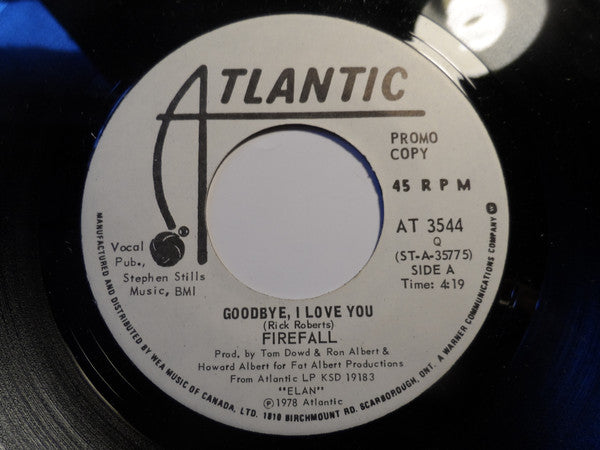 ATLANTIC
PROMO
COPY
45 RPM
AT 3544
Q
(ST-A-35775)
SIDE A
Time: 4:19
Vocal
Pub.,
Stephen Stills
Music, BMI
GOODBYE, I LOVE YOU
(Rick Roberts)
FIREFALL
Prod. by Tom Dowd & Ron Albert &
Howard Albert for Fat Albert Productions
From Atlantic LP KSD 19183
"ELAN"
℗ 1978 Atlantic
MANUFACTURED AND DISTRIBUTED BY WEA MUSIC OF CANADA, LTD. 1810 BIRCHMOUNT RD. SCARBOROUGH, ONT. A WARNER COMMUNICATIONS COMPANY